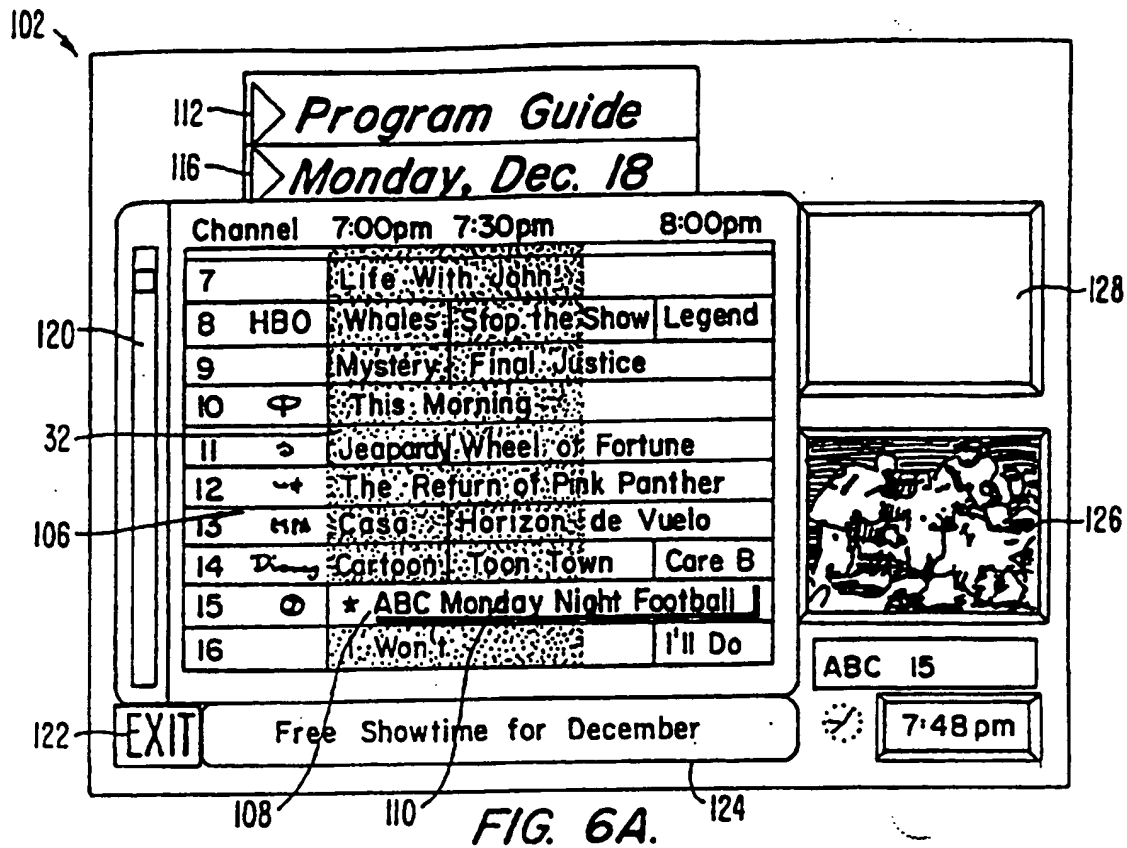 102
112
Program Guide
116
Monday, Dec. 18
Channel 7:00pm 7:30pm 8:00pm
7 Life With John
8 HBO Whales Stop the Show Legend
128
120
9 Mystery Final Justice
10 This Morning
32
11 Jeapardy Wheel of Fortune
12 The Return of Pink Panther
13 Casa Horizon de Vuelo
106
126
14 Disney Cartoon Toon Town Care B
15 * ABC Monday Night Football
16 I Won't I'll Do
ABC 15
122
EXIT
Free Showtime for December
7:48pm
108
110
124
FIG. 6A.